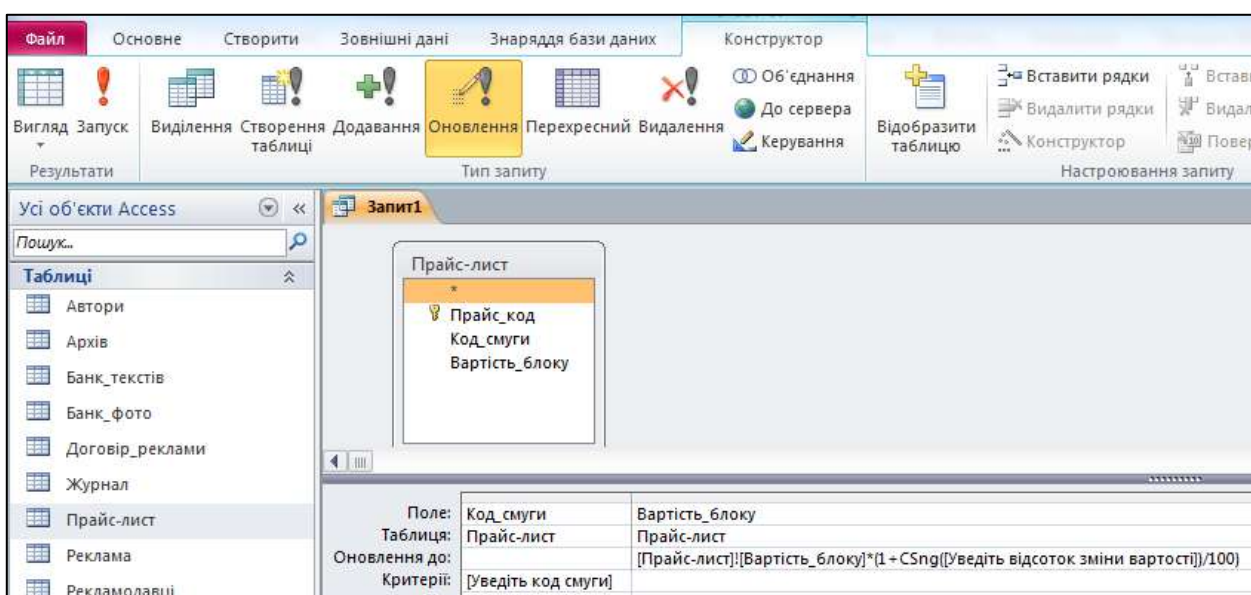 Файл Основне Створити Зовнішні дані Знаряддя бази даних Конструктор
Вигляд Запуск Виділення Створення таблиці Додавання Оновлення Перехресний Видалення
Об'єднання
До сервера
Керування
Відобразити таблицю
Вставити рядки
Видалити рядки
Конструктор
Встав
Видал
Повер
Результати Тип запиту Настроювання запиту
Усі об'єкти Access «
Пошук...
Таблиці
Автори
Архів
Банк_текстів
Банк_фото
Договір_реклами
Журнал
Прайс-лист
Реклама
Рекламодавці
Запит1
Прайс-лист
*
Прайс_код
Код_смуги
Вартість_блоку
Поле: Код_смуги Вартість_блоку
Таблиця: Прайс-лист Прайс-лист
Оновлення до: [Прайс-лист]![Вартість_блоку]*(1+CSng([Уведіть відсоток зміни вартості])/100)
Критерії: [Уведіть код смуги]